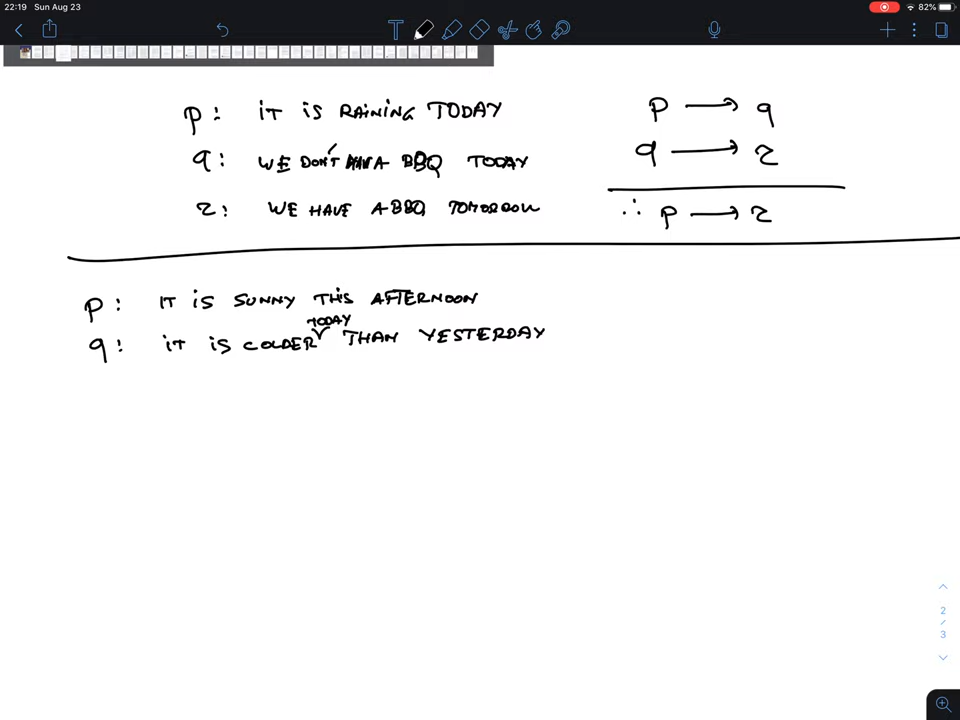 22:19 Sun Aug 23 82%
p: IT IS RAINING TODAY p → q
q: WE DON'T HAVE A BBQ TODAY q → r
r: WE HAVE A BBQ TOMORROW ∴ p → r
p: IT IS SUNNY THIS AFTERNOON
TODAY
q: IT IS COLDER THAN YESTERDAY
2
/
3